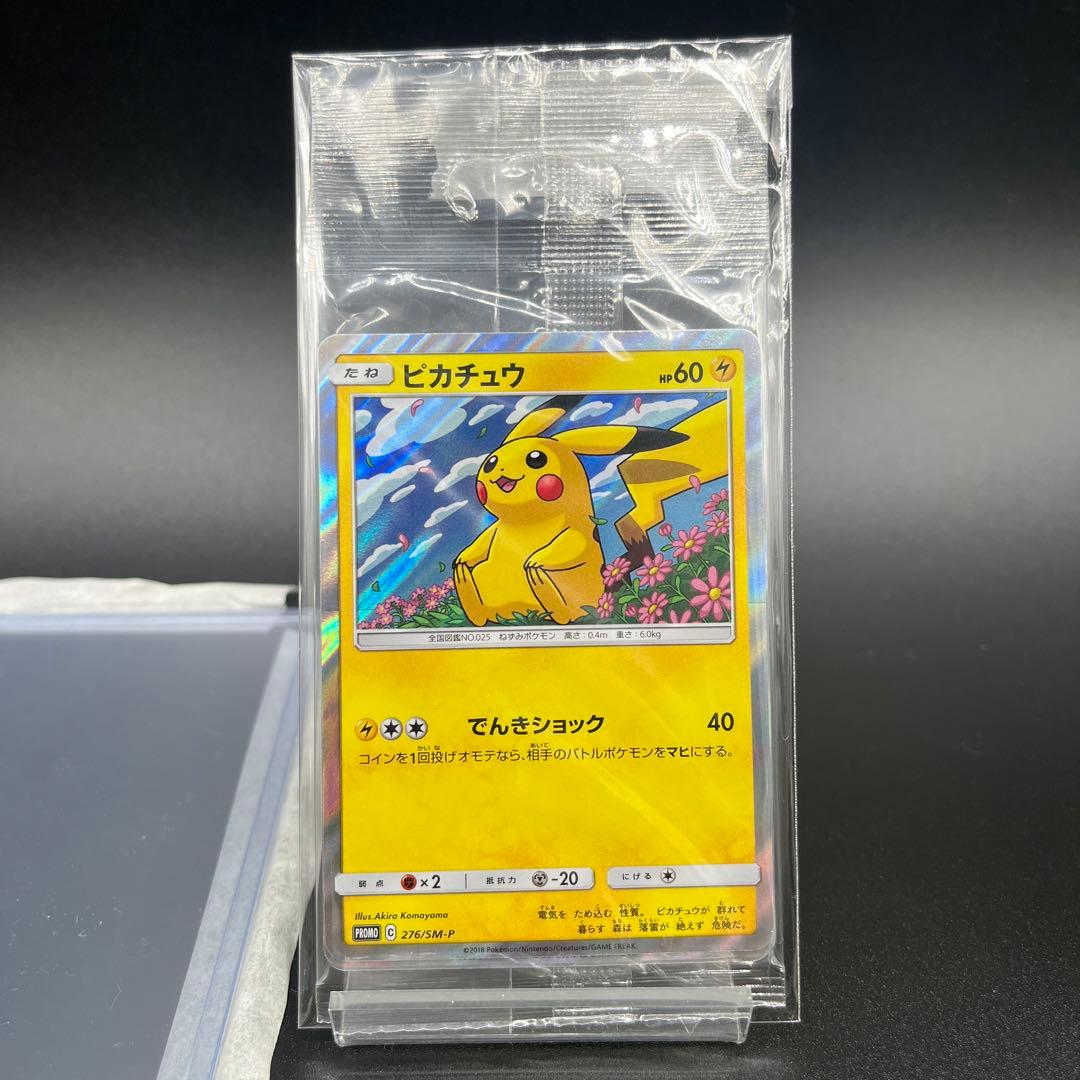 たね ピカチュウ HP60
全国図鑑NO.025 ねずみポケモン 高さ:0.4m 重さ:6.0kg
でんきショック 40
コインを1回投げオモテなら、相手のバトルポケモンをマヒにする。
弱点 ×2 抵抗力 -20 にげる
Illus.Akira Komayama
PROMO C 276/SM-P
電気を ため込む 性質。 ピカチュウが 群れて
暮らす 森は 落雷が 絶えず 危険だ。
©2018 Pokémon/Nintendo/Creatures/GAME FREAK.